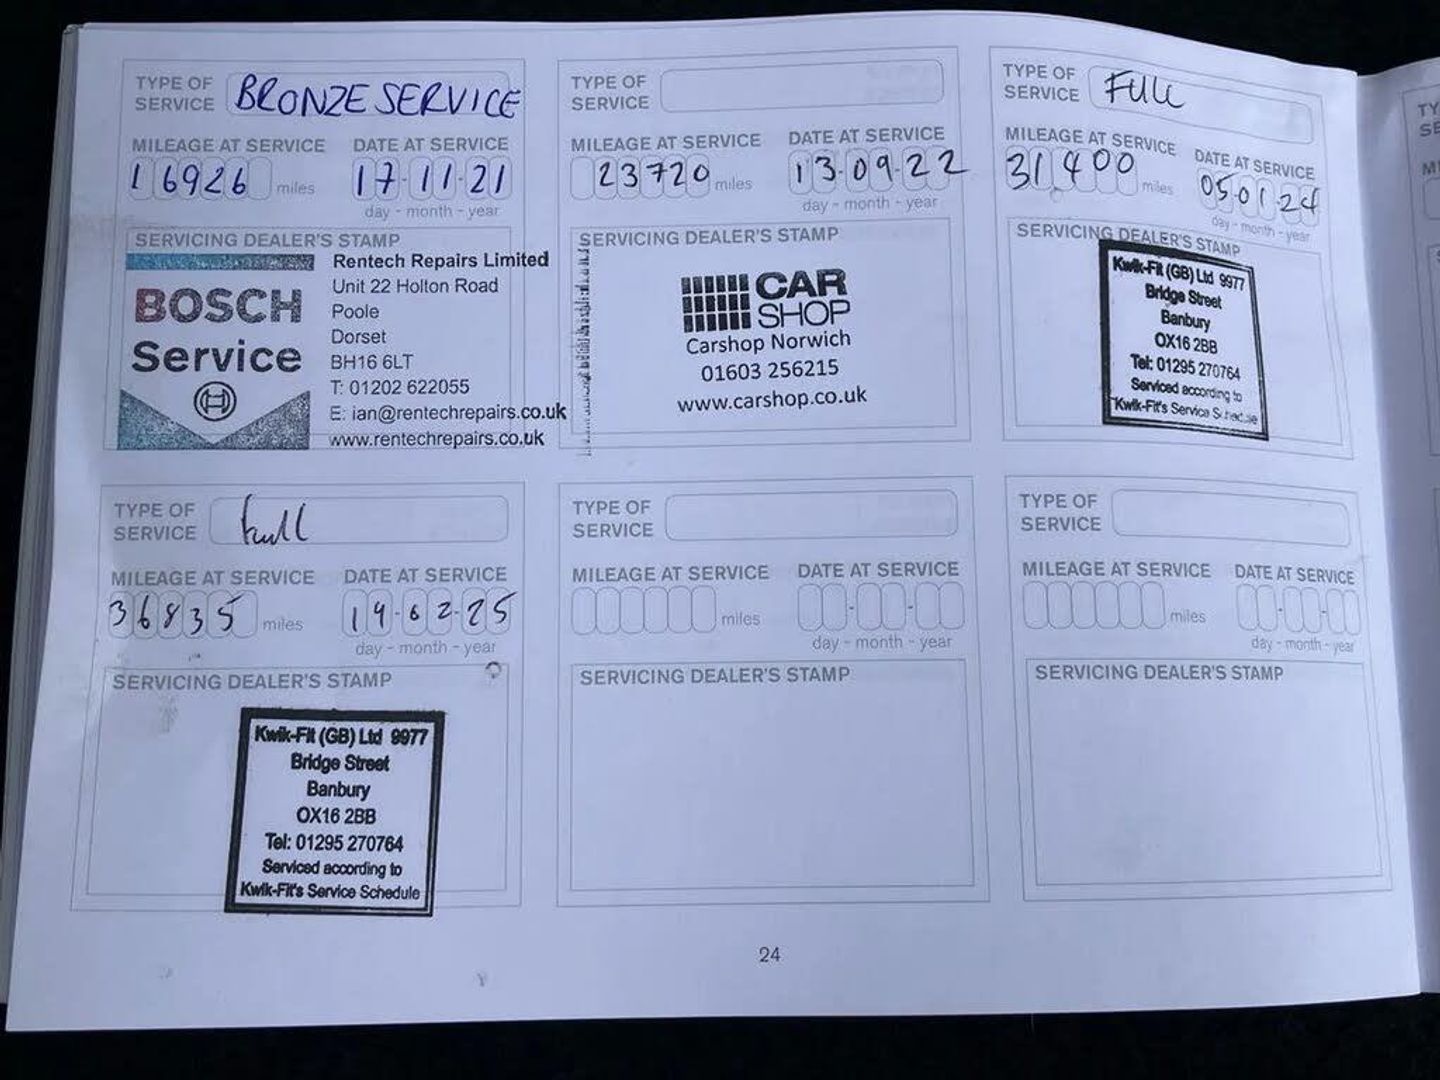 TYPE OF
SERVICE BRONZE SERVICE
MILEAGE AT SERVICE DATE AT SERVICE
16926 miles 17-11-21
day - month - year
SERVICING DEALER'S STAMP
BOSCH
Service
Rentech Repairs Limited
Unit 22 Holton Road
Poole
Dorset
BH16 6LT
T: 01202 622055
E: ian@rentechrepairs.co.uk
www.rentechrepairs.co.uk
TYPE OF
SERVICE
MILEAGE AT SERVICE DATE AT SERVICE
23720 miles 13-09-22
day - month - year
SERVICING DEALER'S STAMP
CAR
SHOP
Carshop Norwich
01603 256215
www.carshop.co.uk
TYPE OF
SERVICE FULL
MILEAGE AT SERVICE DATE AT SERVICE
31400 miles 05-01-24
day - month - year
SERVICING DEALER'S STAMP
Kwik-Fit (GB) Ltd 9977
Bridge Street
Banbury
OX16 2BB
Tel: 01295 270764
Serviced according to
Kwik-Fit's Service Schedule
TYPE OF
SERVICE full
MILEAGE AT SERVICE DATE AT SERVICE
36835 miles 19-02-25
day - month - year
SERVICING DEALER'S STAMP
Kwik-Fit (GB) Ltd 9977
Bridge Street
Banbury
OX16 2BB
Tel: 01295 270764
Serviced according to
Kwik-Fit's Service Schedule
TYPE OF
SERVICE
MILEAGE AT SERVICE DATE AT SERVICE
miles - -
day - month - year
SERVICING DEALER'S STAMP
TYPE OF
SERVICE
MILEAGE AT SERVICE DATE AT SERVICE
miles - -
day - month - year
SERVICING DEALER'S STAMP
24